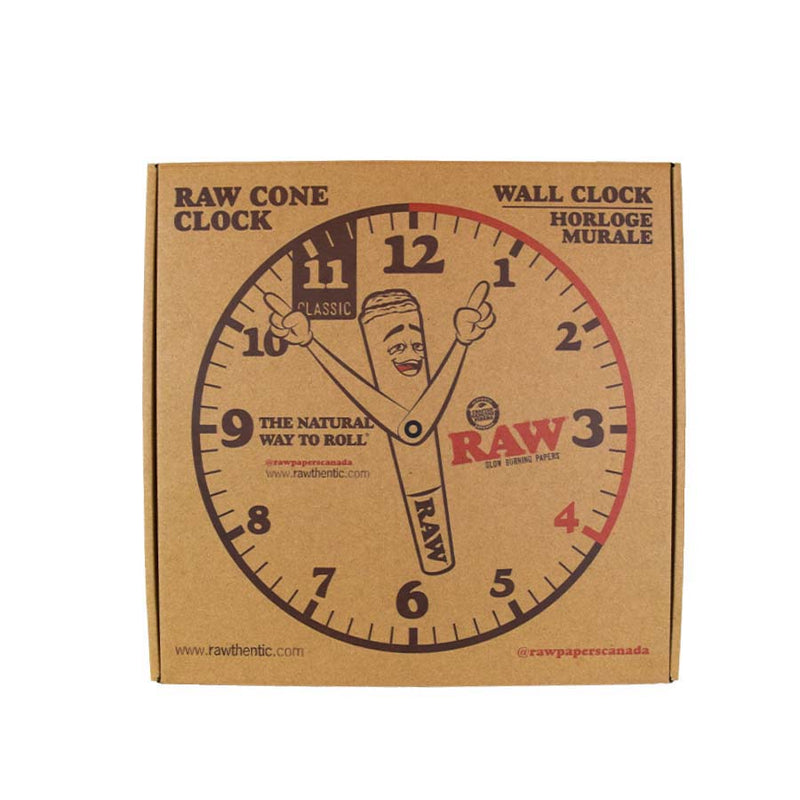 RAW CONE
CLOCK
WALL CLOCK
HORLOGE
MURALE
12
11
CLASSIC
1
10
2
9
THE NATURAL
WAY TO ROLL®
@rawpaperscanada
www.rawthentic.com
RAW
SLOW BURNING PAPERS
3
8
4
RAW
7
5
6
www.rawthentic.com
@rawpaperscanada